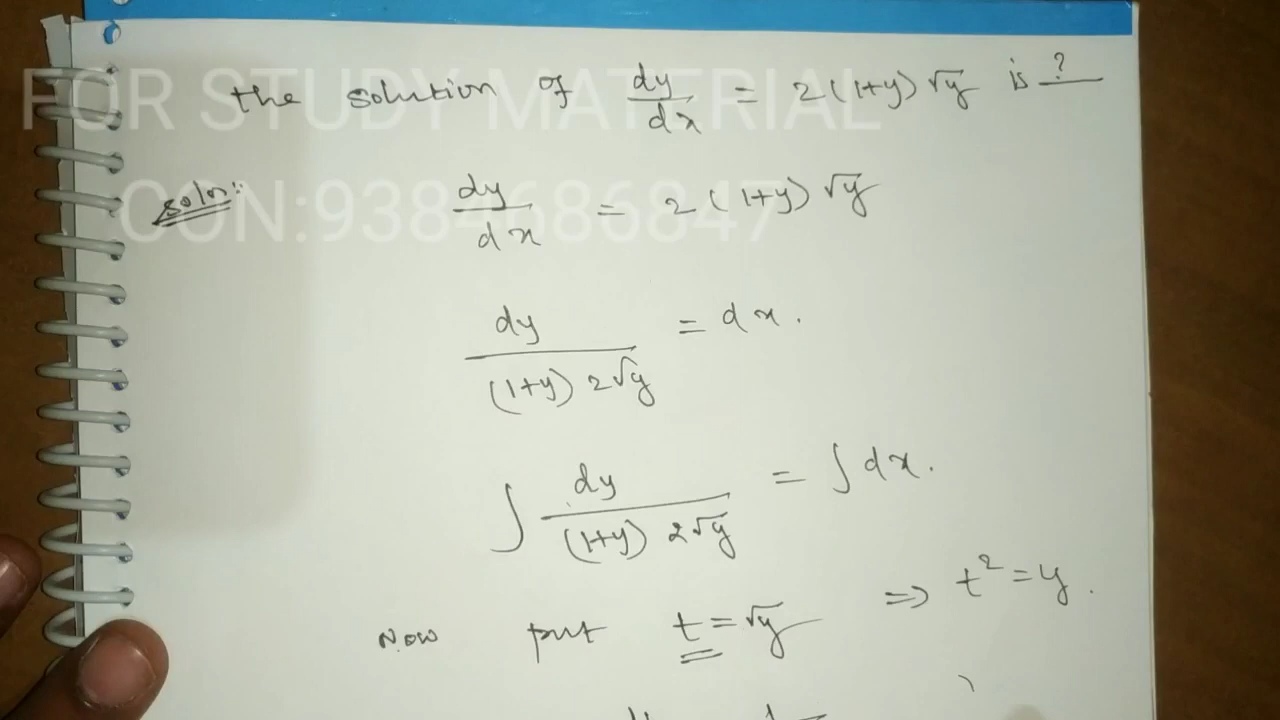 FOR STUDY MATERIAL
the solution of dy/dx = 2(1+y)√y is ?
CON:9384686847
Soln:
dy/dx = 2(1+y)√y
dy/(1+y)2√y = dx.
∫ dy/(1+y)2√y = ∫dx.
Now put t=√y => t²=y.